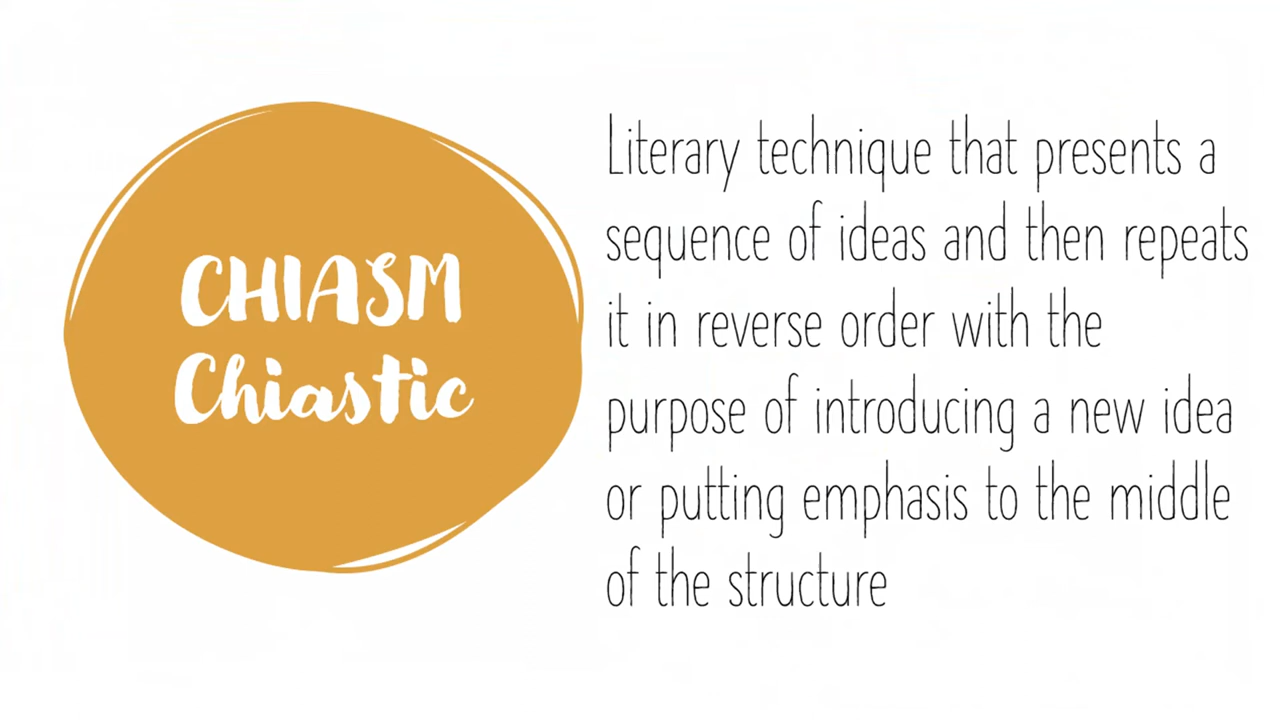 CHIASM
Chiastic
Literary technique that presents a
sequence of ideas and then repeats
it in reverse order with the
purpose of introducing a new idea
or putting emphasis to the middle
of the structure